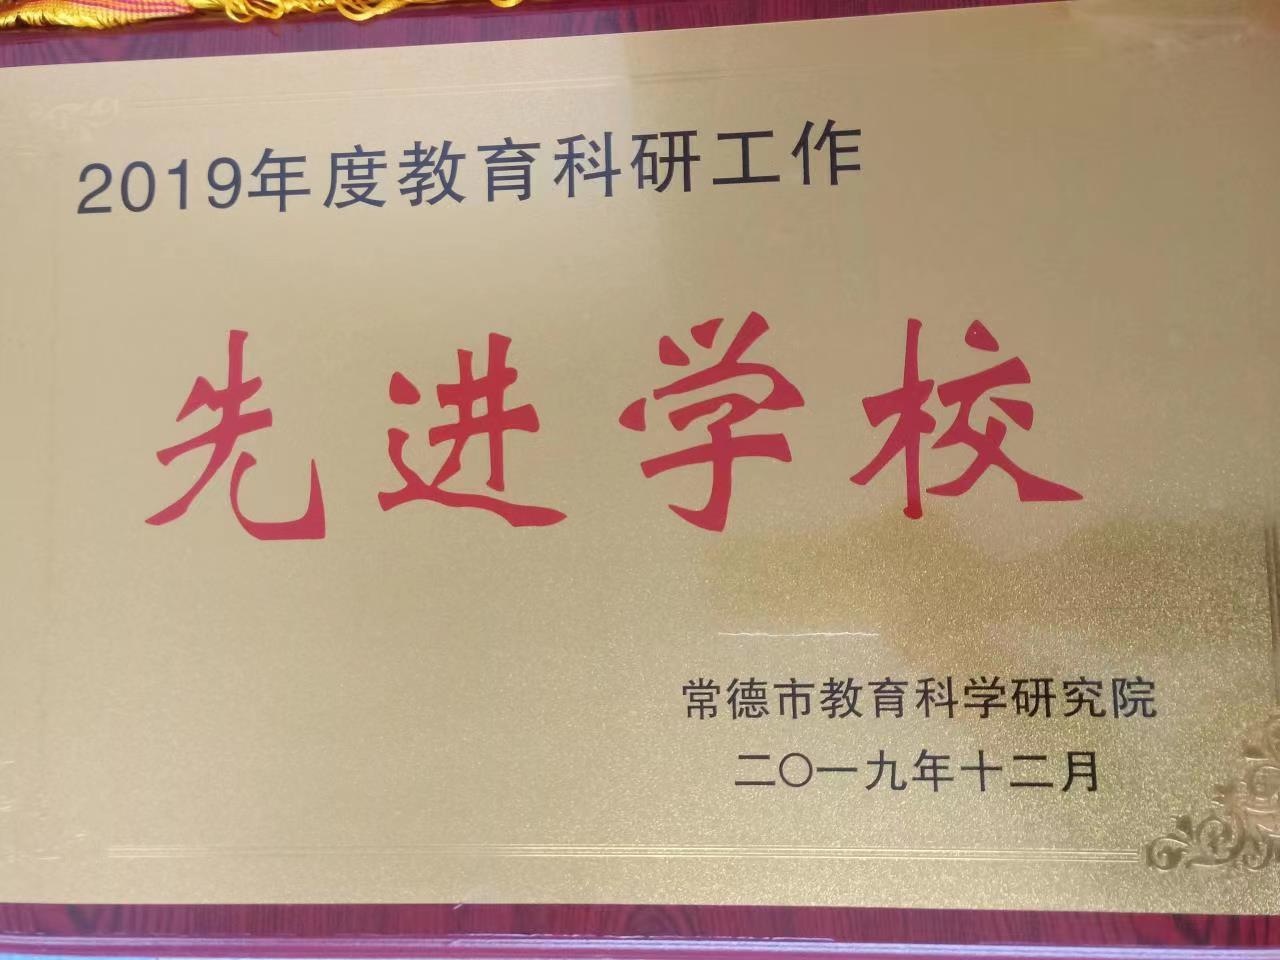 2019年度教育科研工作
先进学校
常德市教育科学研究院
二〇一九年十二月